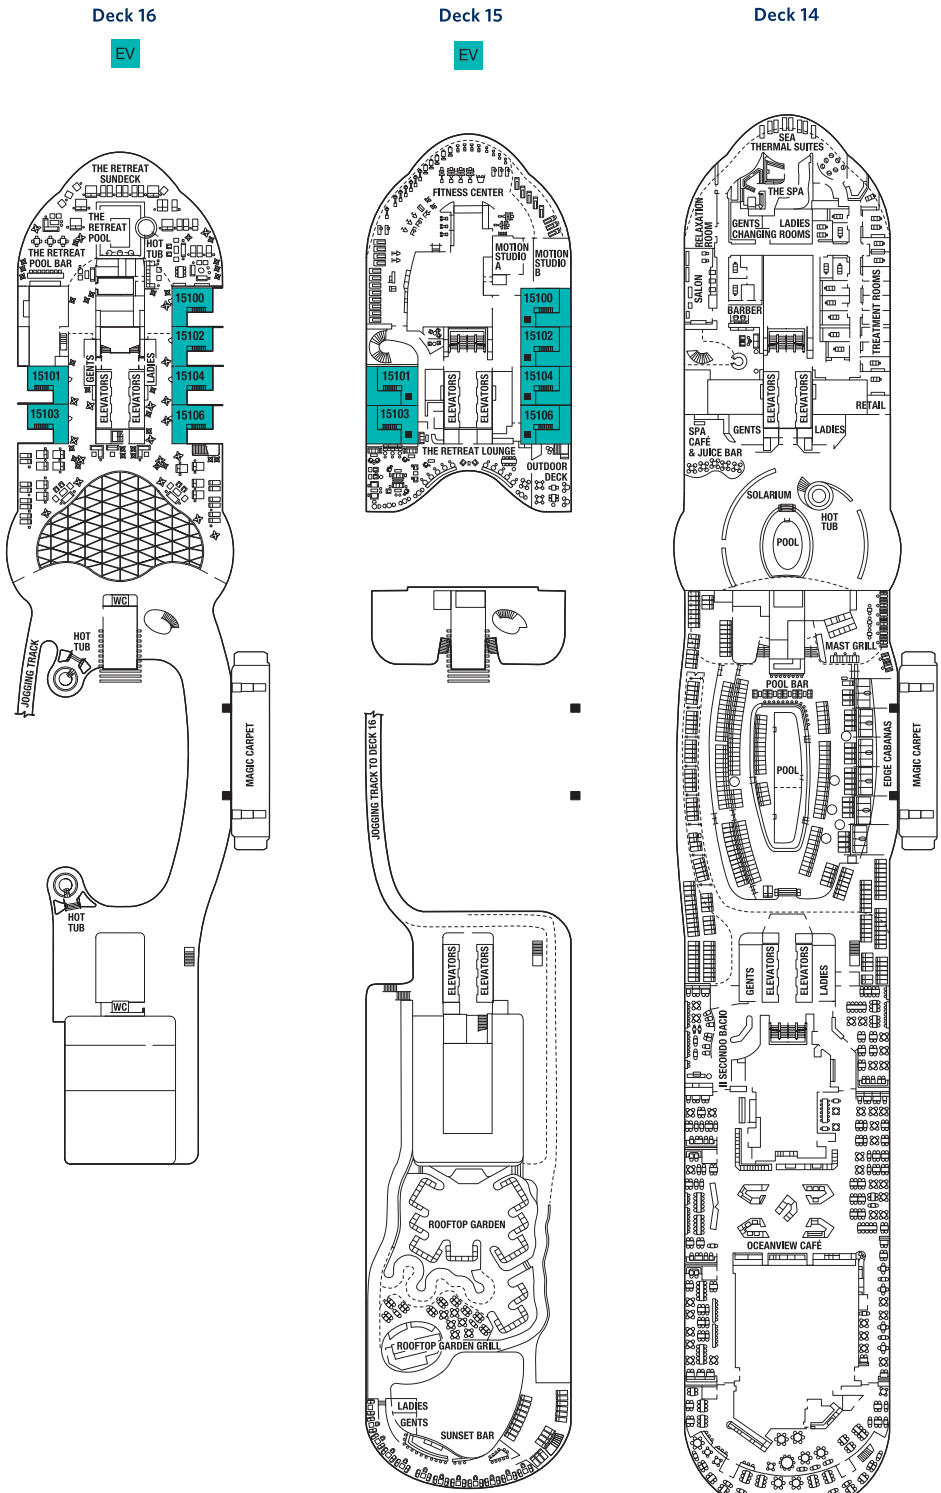 Deck 16
EV
THE RETREAT
SUNDECK
THE
RETREAT
POOL
HOT
TUB
THE RETREAT
POOL BAR
15100
15102
15104
15106
15101
15103
GENTS
LADIES
ELEVATORS
ELEVATORS
WC
HOT
TUB
JOGGING TRACK
MAGIC CARPET
HOT
TUB
WC
Deck 15
EV
FITNESS CENTER
MOTION
STUDIO
A
MOTION
STUDIO
B
15100
15102
15104
15106
15101
15103
ELEVATORS
ELEVATORS
THE RETREAT LOUNGE
OUTDOOR
DECK
JOGGING TRACK TO DECK 16
ELEVATORS
ELEVATORS
ROOFTOP GARDEN
ROOFTOP GARDEN GRILL
LADIES
GENTS
SUNSET BAR
Deck 14
SEA
THERMAL SUITES
THE SPA
GENTS
LADIES
CHANGING ROOMS
RELAXATION
ROOM
SALON
BARBER
TREATMENT ROOMS
ELEVATORS
ELEVATORS
RETAIL
GENTS
LADIES
SPA
CAFÉ
& JUICE BAR
SOLARIUM
HOT
TUB
POOL
MAST GRILL
POOL BAR
POOL
EDGE CABANAS
MAGIC CARPET
GENTS
ELEVATORS
ELEVATORS
LADIES
II SECONDO BACIO
OCEANVIEW CAFÉ